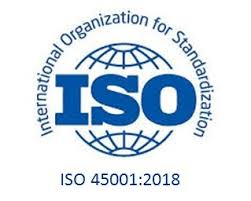 International Organization for Standardization
ISO
ISO 45001:2018